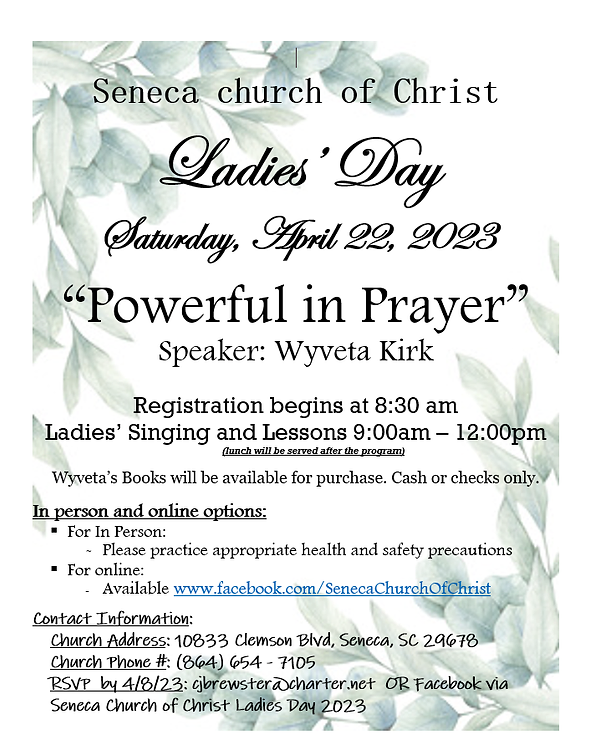 Seneca church of Christ
Ladies' Day
Saturday, April 22, 2023
“Powerful in Prayer”
Speaker: Wyveta Kirk
Registration begins at 8:30 am
Ladies’ Singing and Lessons 9:00am – 12:00pm
(lunch will be served after the program)
Wyveta’s Books will be available for purchase. Cash or checks only.
In person and online options:
▪ For In Person:
~ Please practice appropriate health and safety precautions
▪ For online:
- Available www.facebook.com/SenecaChurchOfChrist
Contact Information:
Church Address: 10833 Clemson Blvd, Seneca, SC 29678
Church Phone #: (864) 654 - 7105
RSVP by 4/8/23: cjbrewster@charter.net OR Facebook via
Seneca Church of Christ Ladies Day 2023